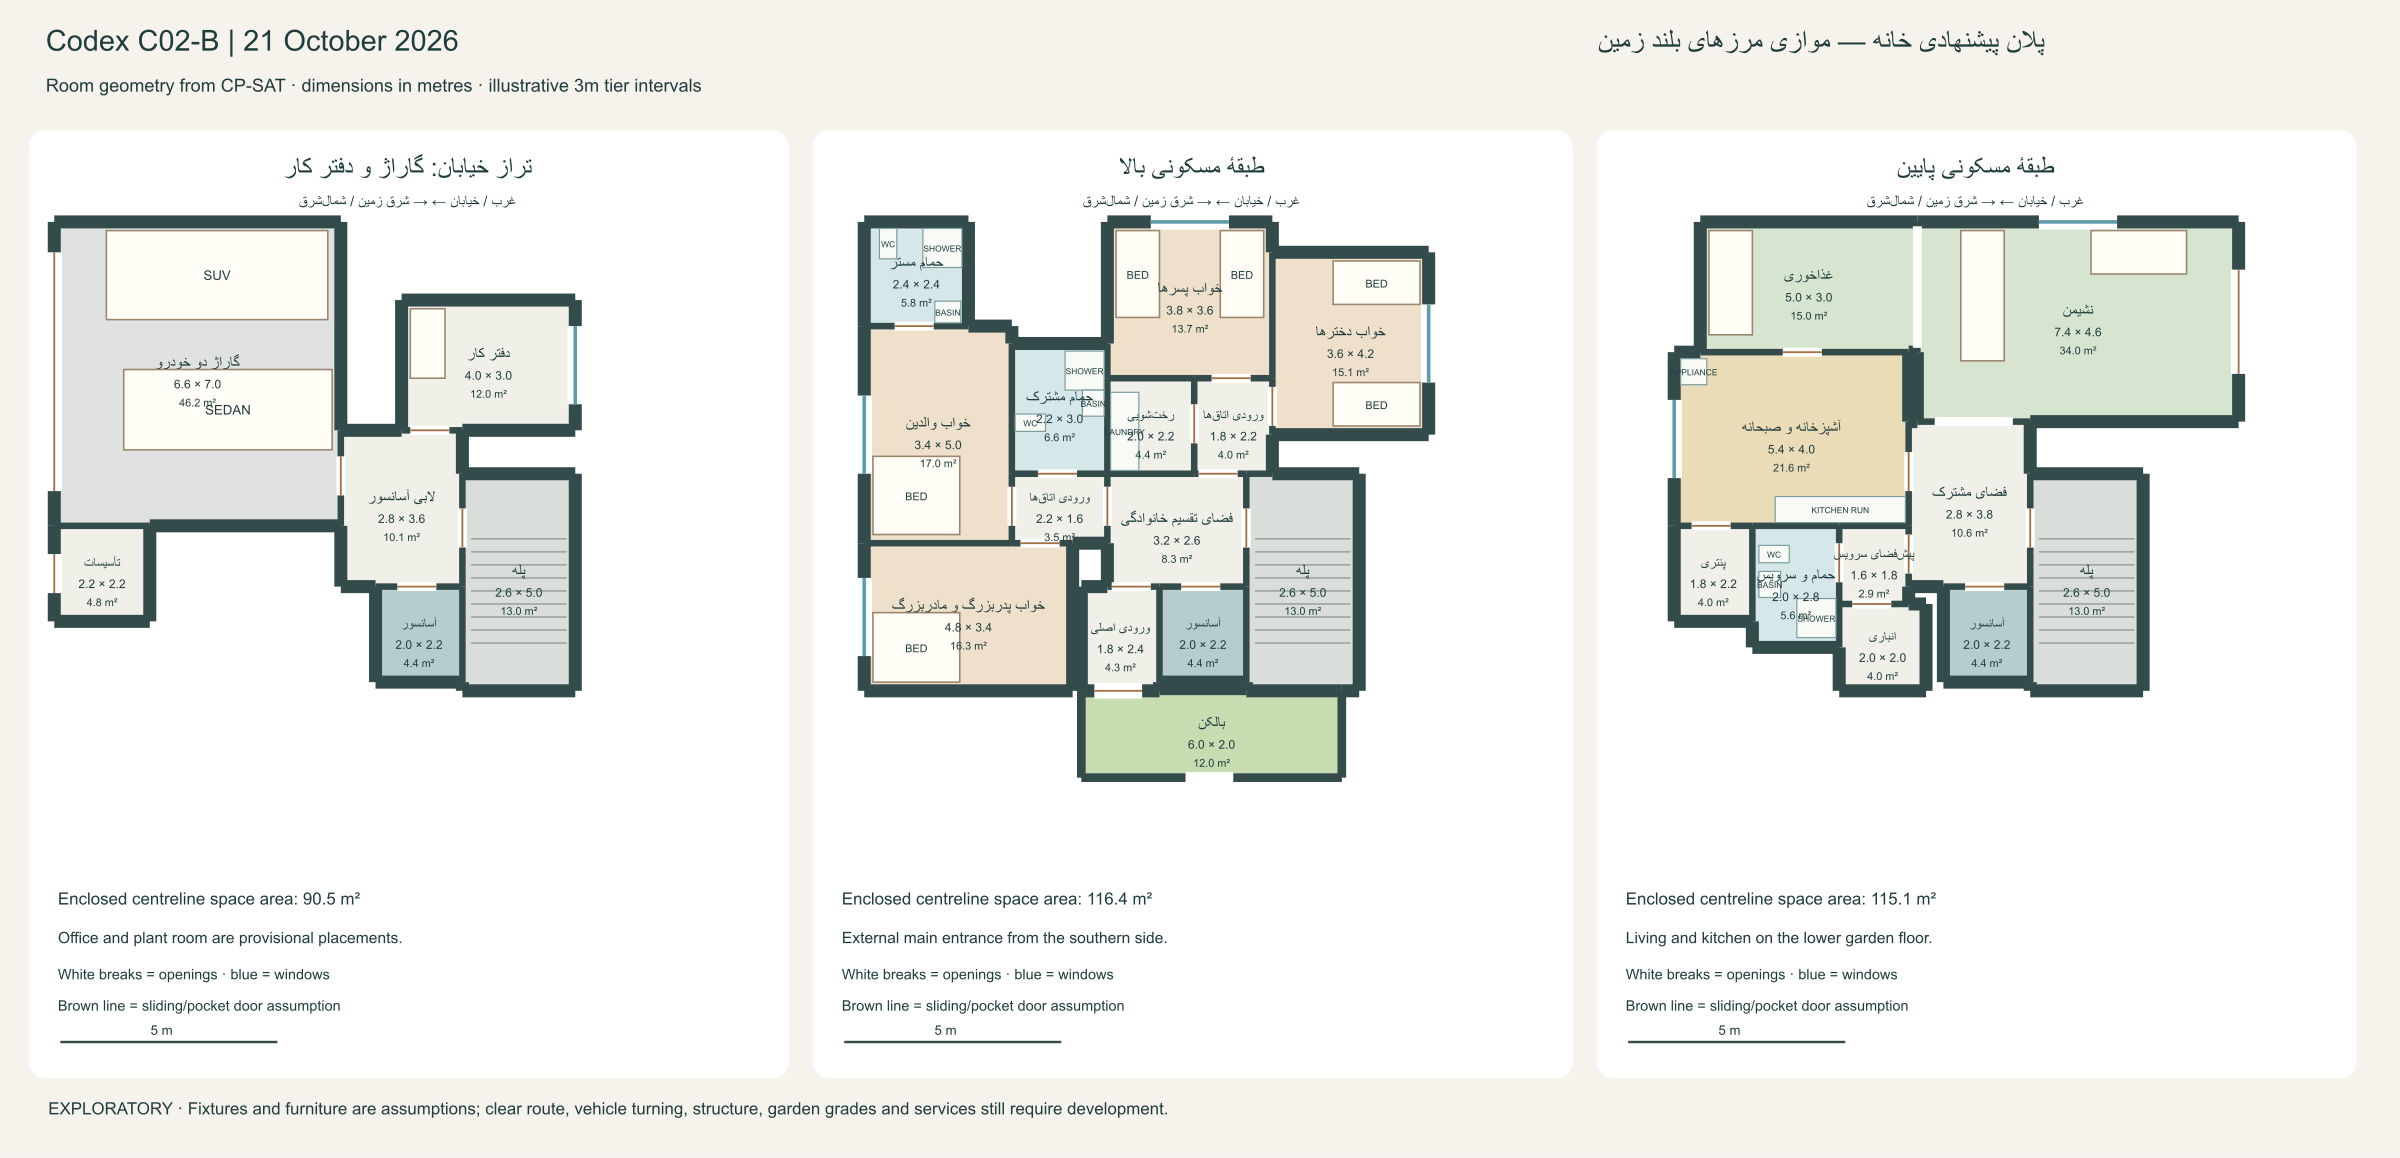 Codex C02-B | 21 October 2026
پلان پیشنهادی خانه — موازی مرزهای بلند زمین
Room geometry from CP-SAT · dimensions in metres · illustrative 3m tier intervals
تراز خیابان: گاراژ و دفتر کار
غرب / خیابان ← → شرق زمین / شمال‌شرق
SUV
گاراژ دو خودرو
6.6 × 7.0
46.2 m²
SEDAN
دفتر کار
4.0 × 3.0
12.0 m²
لابی آسانسور
2.8 × 3.6
10.1 m²
تأسیسات
2.2 × 2.2
4.8 m²
پله
2.6 × 5.0
13.0 m²
آسانسور
2.0 × 2.2
4.4 m²
Enclosed centreline space area: 90.5 m²
Office and plant room are provisional placements.
White breaks = openings · blue = windows
Brown line = sliding/pocket door assumption
5 m
طبقهٔ مسکونی بالا
غرب / خیابان ← → شرق زمین / شمال‌شرق
WC
SHOWER
حمام مستر
2.4 × 2.4
5.8 m²
BASIN
BED
BED
خواب پسرها
3.8 × 3.6
13.7 m²
BED
خواب دخترها
3.6 × 4.2
15.1 m²
BED
SHOWER
حمام مشترک
BASIN
WC
2.2 × 3.0
6.6 m²
رخت‌شویی
LAUNDRY
2.0 × 2.2
4.4 m²
ورودی اتاق‌ها
1.8 × 2.2
4.0 m²
خواب والدین
3.4 × 5.0
17.0 m²
BED
ورودی اتاق‌ها
2.2 × 1.6
3.5 m²
فضای تقسیم خانوادگی
3.2 × 2.6
8.3 m²
پله
2.6 × 5.0
13.0 m²
خواب پدربزرگ و مادربزرگ
4.8 × 3.4
16.3 m²
BED
ورودی اصلی
1.8 × 2.4
4.3 m²
آسانسور
2.0 × 2.2
4.4 m²
بالکن
6.0 × 2.0
12.0 m²
Enclosed centreline space area: 116.4 m²
External main entrance from the southern side.
White breaks = openings · blue = windows
Brown line = sliding/pocket door assumption
5 m
طبقهٔ مسکونی پایین
غرب / خیابان ← → شرق زمین / شمال‌شرق
غذاخوری
5.0 × 3.0
15.0 m²
نشیمن
7.4 × 4.6
34.0 m²
APPLIANCE
آشپزخانه و صبحانه
5.4 × 4.0
21.6 m²
KITCHEN RUN
فضای مشترک
2.8 × 3.8
10.6 m²
پنتری
1.8 × 2.2
4.0 m²
WC
حمام و سرویس
BASIN
2.0 × 2.8
5.6 m²
SHOWER
پیش‌فضای سرویس
1.6 × 1.8
2.9 m²
انباری
2.0 × 2.0
4.0 m²
آسانسور
2.0 × 2.2
4.4 m²
پله
2.6 × 5.0
13.0 m²
Enclosed centreline space area: 115.1 m²
Living and kitchen on the lower garden floor.
White breaks = openings · blue = windows
Brown line = sliding/pocket door assumption
5 m
EXPLORATORY · Fixtures and furniture are assumptions; clear route, vehicle turning, structure, garden grades and services still require development.